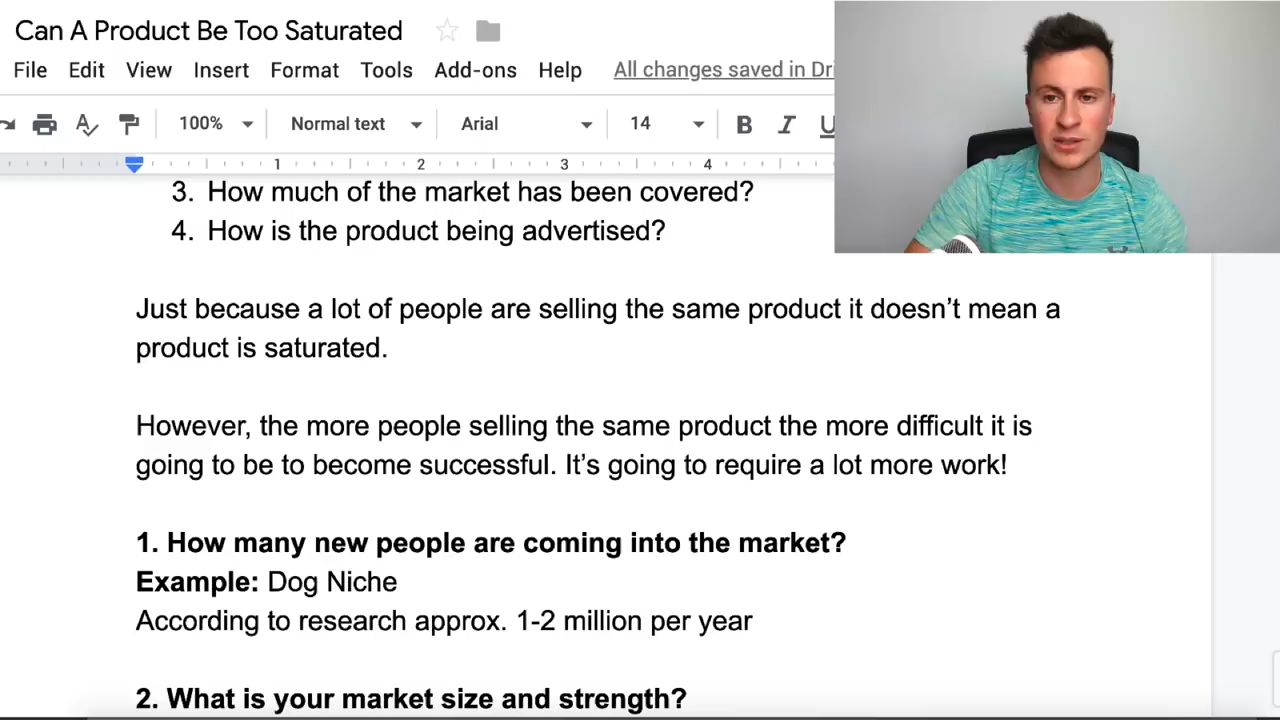 Can A Product Be Too Saturated
File Edit View Insert Format Tools Add-ons Help All changes saved in
100% Normal text Arial 14 B I U
1 2 3 4
3. How much of the market has been covered?
4. How is the product being advertised?
Just because a lot of people are selling the same product it doesn’t mean a
product is saturated.
However, the more people selling the same product the more difficult it is
going to be to become successful. It’s going to require a lot more work!
1. How many new people are coming into the market?
Example: Dog Niche
According to research approx. 1-2 million per year
2. What is your market size and strength?